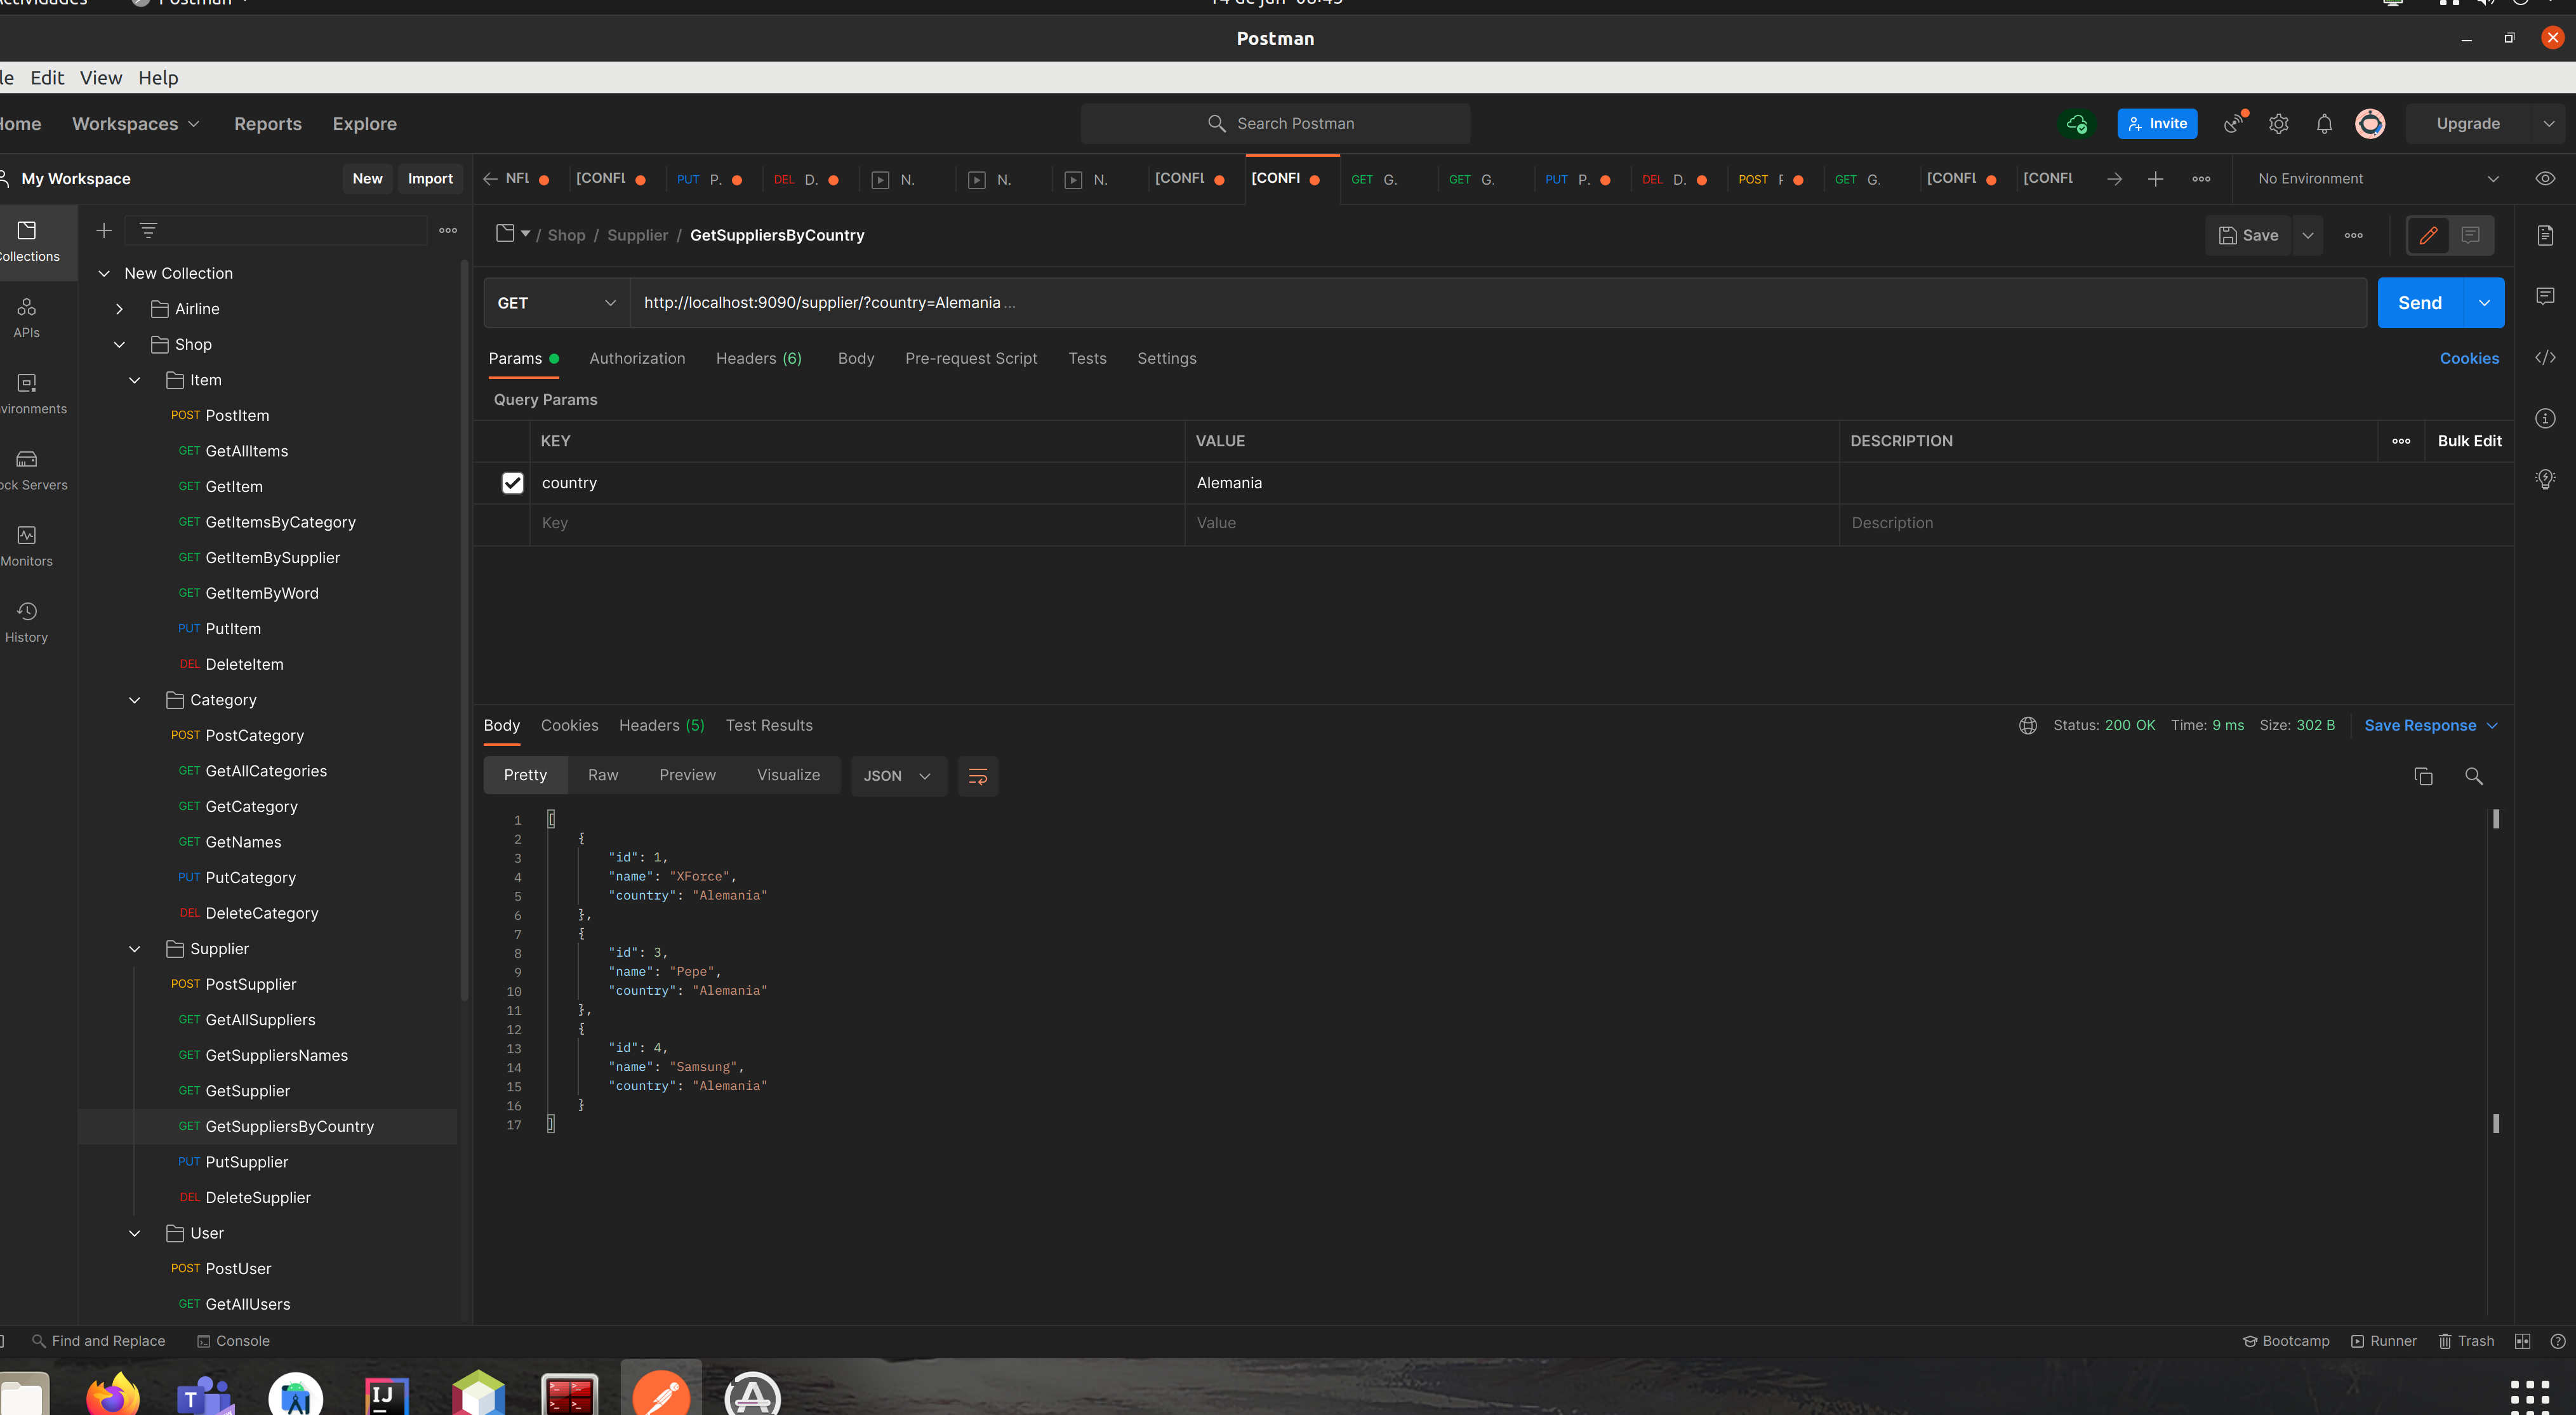 Postman
Edit View Help
Workspaces Reports Explore
Search Postman
Invite
Upgrade
My Workspace
New
Import
PUT P.
DEL D.
N.
N.
N.
GET G.
GET G.
PUT P.
DEL D.
POST
GET G.
No Environment
/ Shop / Supplier / GetSuppliersByCountry
Save
GET
http://localhost:9090/supplier/?country=Alemania...
Send
Params Authorization Headers (6) Body Pre-request Script Tests Settings
Cookies
Query Params
KEY VALUE DESCRIPTION
Bulk Edit
country Alemania
Key Value Description
APIs
Monitors
History
New Collection
Airline
Shop
Item
POST PostItem
GET GetAllItems
GET GetItem
GET GetItemsByCategory
GET GetItemBySupplier
GET GetItemByWord
PUT PutItem
DEL DeleteItem
Category
POST PostCategory
GET GetAllCategories
GET GetCategory
GET GetNames
PUT PutCategory
DEL DeleteCategory
Supplier
POST PostSupplier
GET GetAllSuppliers
GET GetSuppliersNames
GET GetSupplier
GET GetSuppliersByCountry
PUT PutSupplier
DEL DeleteSupplier
User
POST PostUser
GET GetAllUsers
Body Cookies Headers (5) Test Results
Status: 200 OK Time: 9 ms Size: 302 B
Save Response
Pretty Raw Preview Visualize JSON
1 [
2 {
3 "id": 1,
4 "name": "XForce",
5 "country": "Alemania"
6 },
7 {
8 "id": 3,
9 "name": "Pepe",
10 "country": "Alemania"
11 },
12 {
13 "id": 4,
14 "name": "Samsung",
15 "country": "Alemania"
16 }
17 ]
Find and Replace Console
Bootcamp Runner Trash
T
IJ